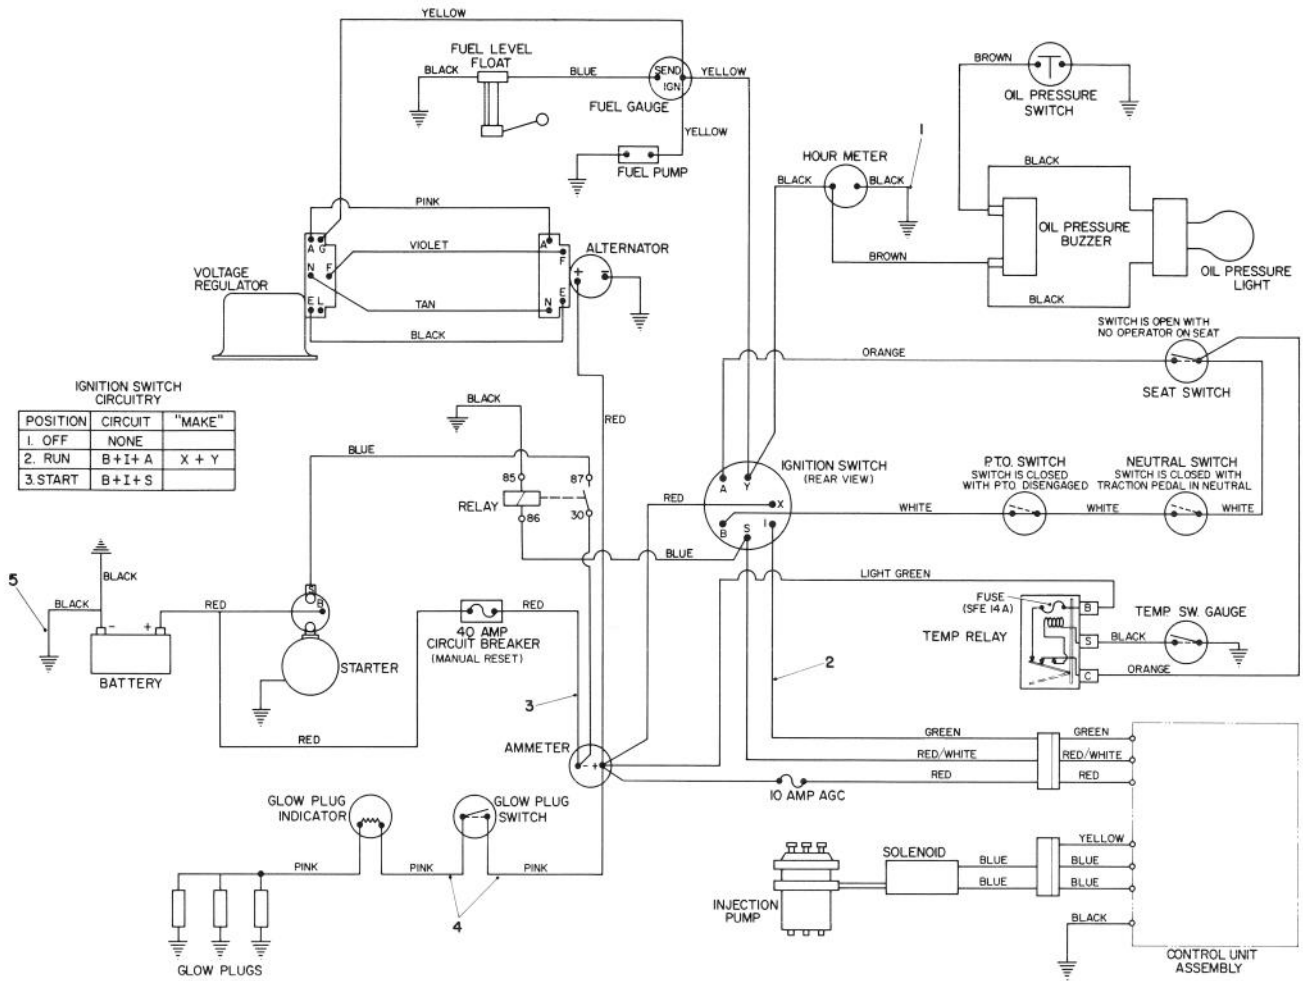 YELLOW
FUEL LEVEL
FLOAT
BLACK
BLUE
SEND
IGN
YELLOW
FUEL GAUGE
YELLOW
FUEL PUMP
BROWN
OIL PRESSURE
SWITCH
1
HOUR METER
BLACK
BLACK
BLACK
OIL PRESSURE
BUZZER
BROWN
BLACK
OIL PRESSURE
LIGHT
PINK
A G
N F
E L
VIOLET
TAN
BLACK
VOLTAGE
REGULATOR
A
F
E
N
+ -
ALTERNATOR
SWITCH IS OPEN WITH
NO OPERATOR ON SEAT
ORANGE
SEAT SWITCH
IGNITION SWITCH
CIRCUITRY
POSITION CIRCUIT "MAKE"
1. OFF NONE
2. RUN B+I+A X+Y
3. START B+I+S
BLACK
RED
BLUE
85
87
RELAY
86
30
RED
A Y
X
B S I
IGNITION SWITCH
(REAR VIEW)
P.T.O. SWITCH
SWITCH IS CLOSED
WITH P.T.O. DISENGAGED
NEUTRAL SWITCH
SWITCH IS CLOSED WITH
TRACTION PEDAL IN NEUTRAL
WHITE
WHITE
WHITE
BLUE
LIGHT GREEN
5
BLACK
BLACK
- +
BATTERY
RED
S
B
STARTER
RED
40 AMP
CIRCUIT BREAKER
(MANUAL RESET)
RED
FUSE
(SFE 14A)
TEMP RELAY
B
S
C
TEMP SW. GAUGE
BLACK
ORANGE
2
3
AMMETER
- +
GREEN
GREEN
RED/WHITE
RED/WHITE
RED
RED
10 AMP AGC
GLOW PLUG
INDICATOR
GLOW PLUG
SWITCH
PINK
PINK
PINK
4
GLOW PLUGS
INJECTION
PUMP
SOLENOID
BLUE
BLUE
YELLOW
BLUE
BLUE
BLACK
CONTROL UNIT
ASSEMBLY